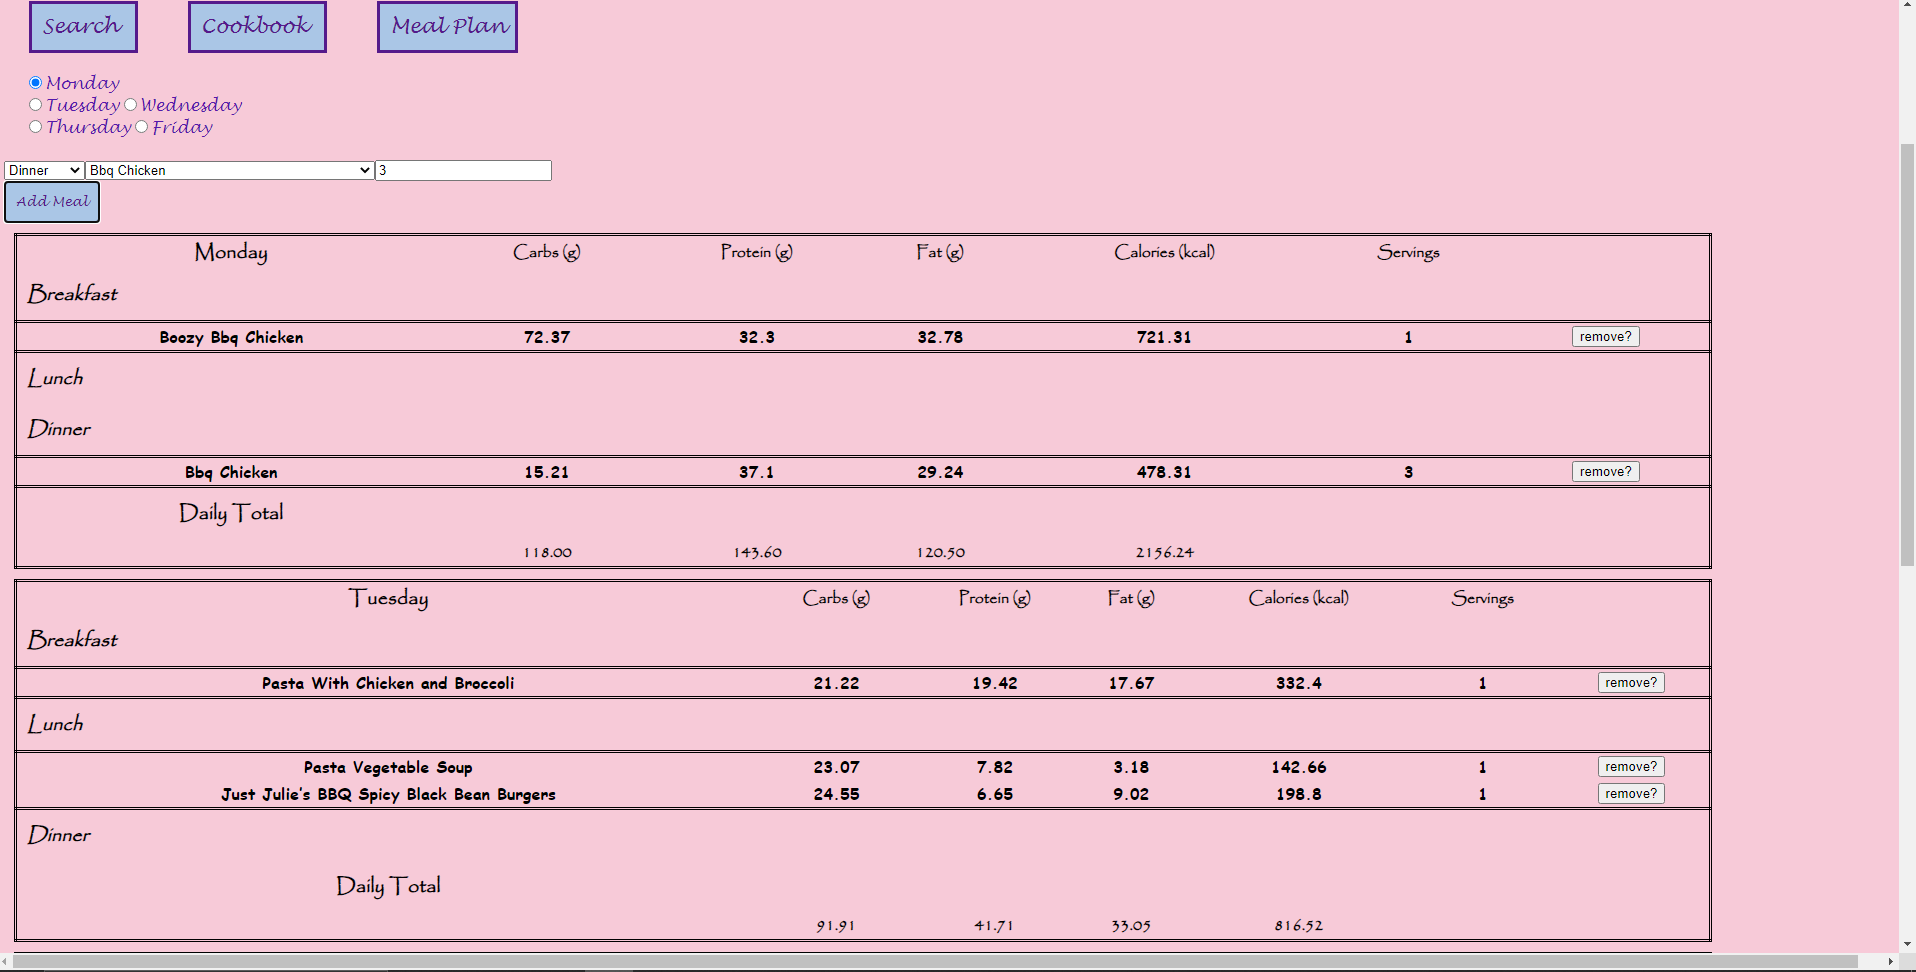 Search Cookbook Meal Plan
Monday
Tuesday Wednesday
Thursday Friday
Dinner Bbq Chicken 3
Add Meal
Monday Carbs (g) Protein (g) Fat (g) Calories (kcal) Servings
Breakfast
Boozy Bbq Chicken 72.37 32.3 32.78 721.31 1 remove?
Lunch
Dinner
Bbq Chicken 15.21 37.1 29.24 478.31 3 remove?
Daily Total
118.00 143.60 120.50 2156.24
Tuesday Carbs (g) Protein (g) Fat (g) Calories (kcal) Servings
Breakfast
Pasta With Chicken and Broccoli 21.22 19.42 17.67 332.4 1 remove?
Lunch
Pasta Vegetable Soup 23.07 7.82 3.18 142.66 1 remove?
Just Julie's BBQ Spicy Black Bean Burgers 24.55 6.65 9.02 198.8 1 remove?
Dinner
Daily Total
91.91 41.71 33.05 816.52